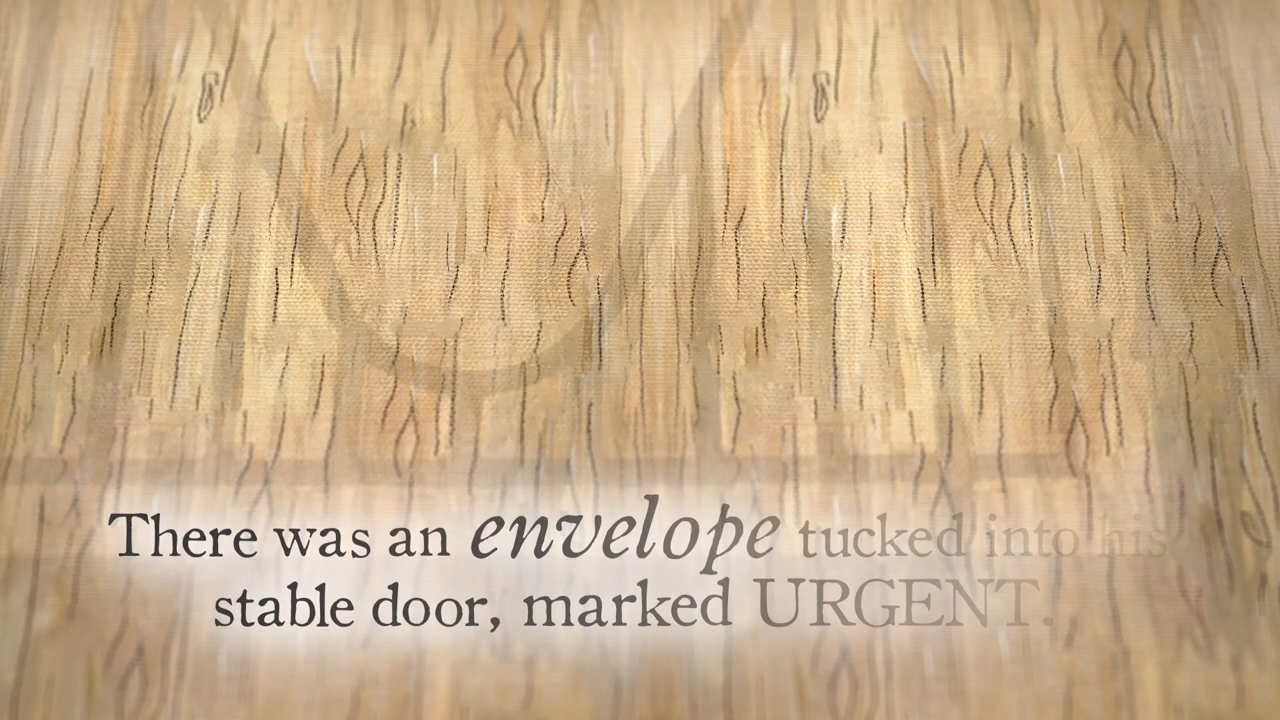 There was an envelope tucked into his
stable door, marked URGENT.